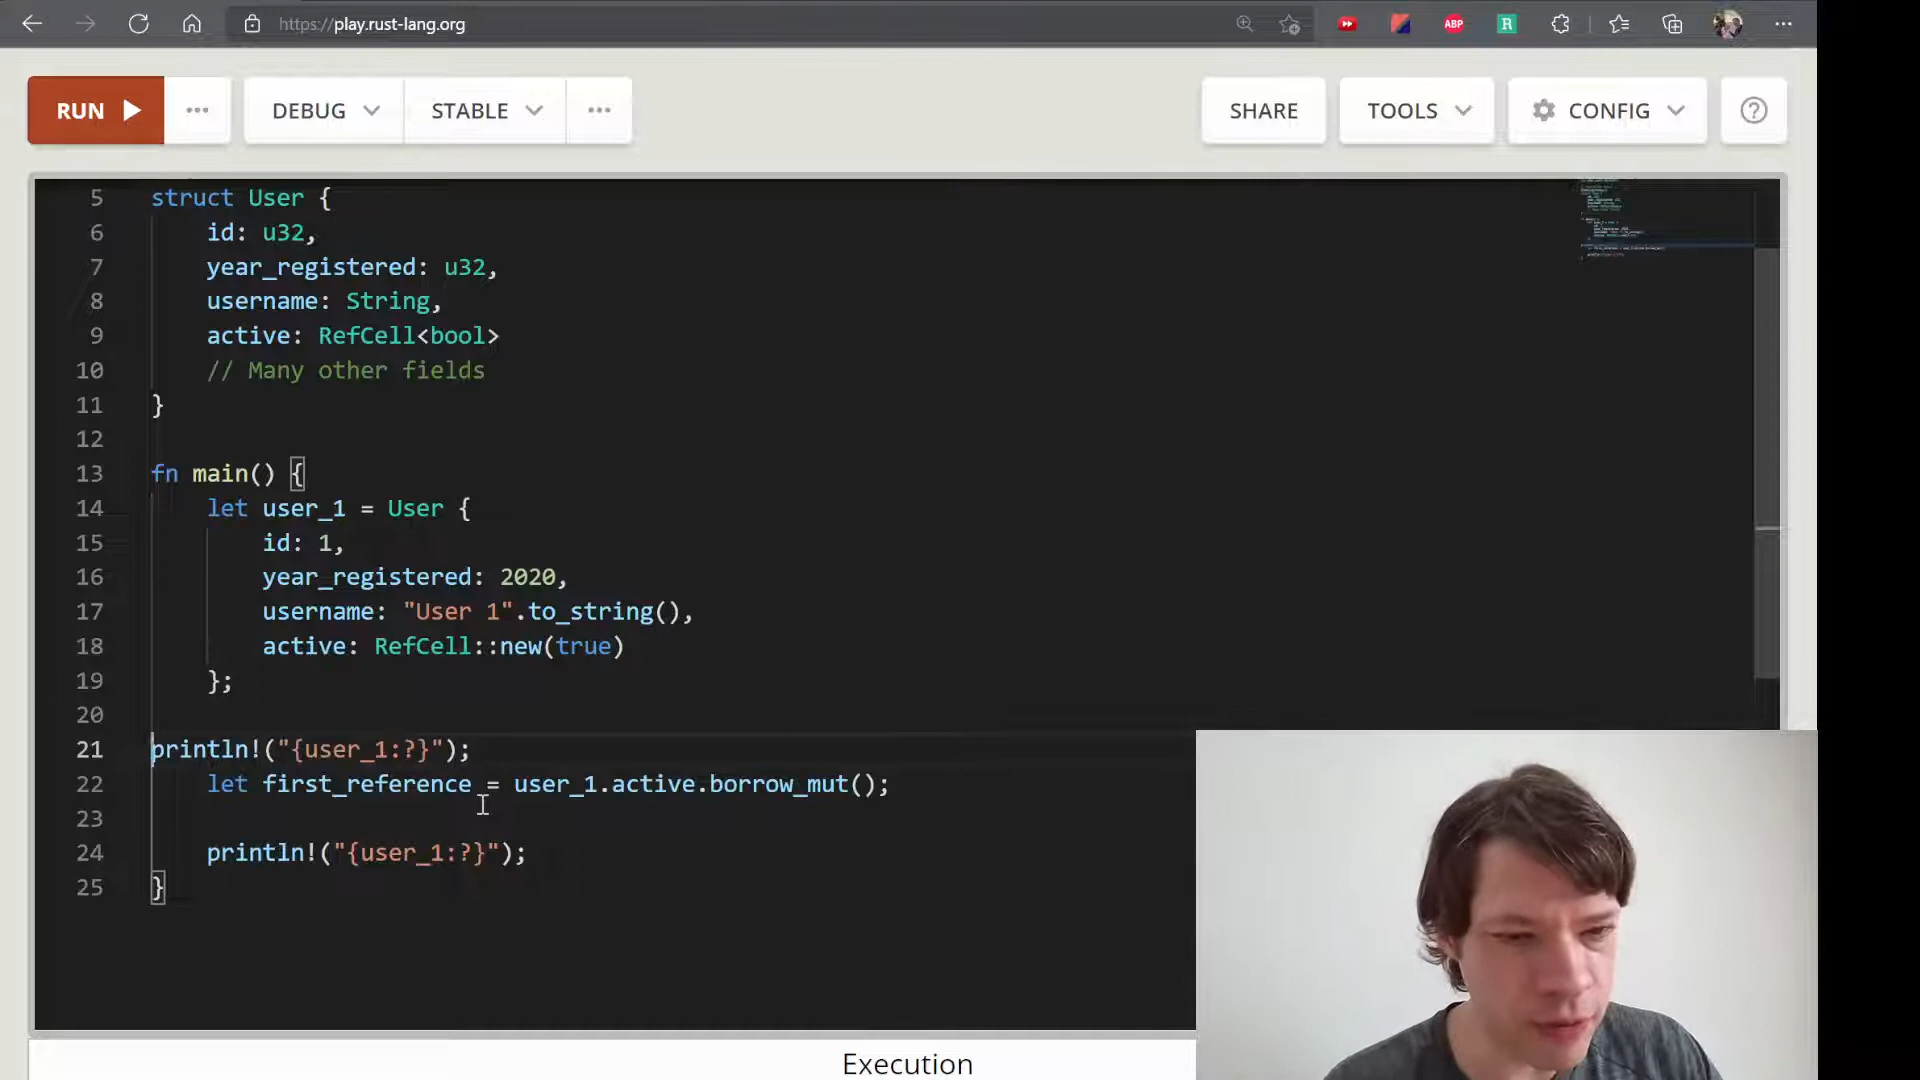 https://play.rust-lang.org
ABP
R
RUN
DEBUG
STABLE
SHARE
TOOLS
CONFIG
5 struct User {
6 id: u32,
7 year_registered: u32,
8 username: String,
9 active: RefCell<bool>
10 // Many other fields
11 }
12
13 fn main() {
14 let user_1 = User {
15 id: 1,
16 year_registered: 2020,
17 username: "User 1".to_string(),
18 active: RefCell::new(true)
19 };
20
21 println!("{user_1:?}");
22 let first_reference = user_1.active.borrow_mut();
23
24 println!("{user_1:?}");
25 }
Execution